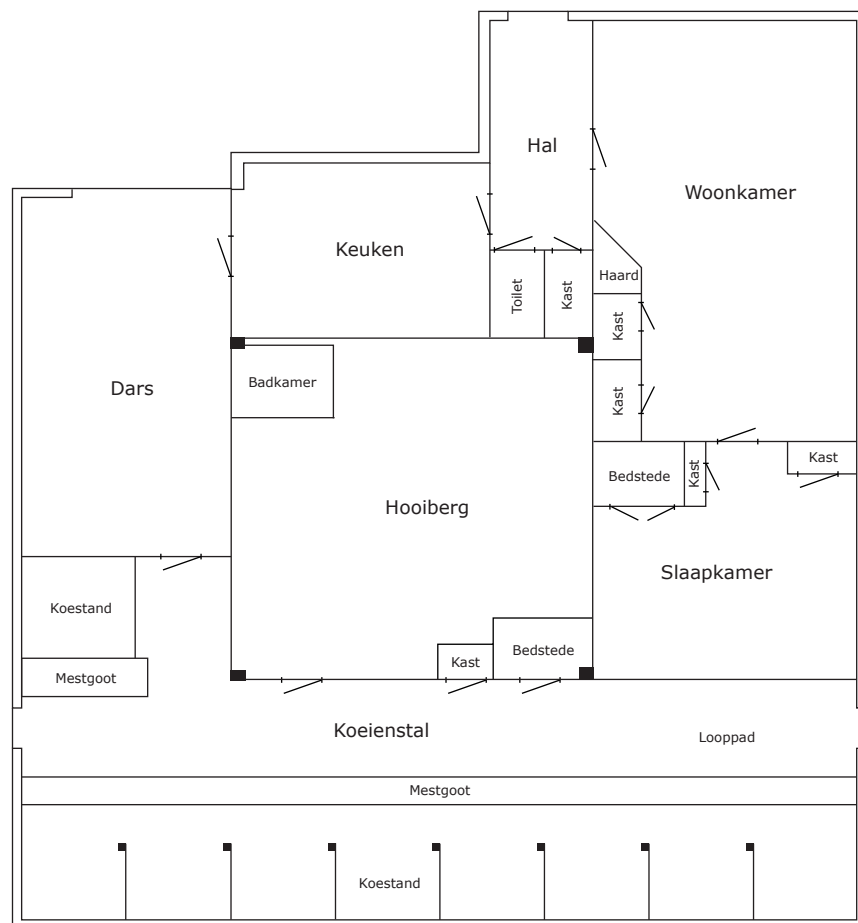 Hal
Woonkamer
Keuken
Haard
Toilet
Kast
Kast
Badkamer
Dars
Kast
Kast
Bedstede
Kast
Hooiberg
Slaapkamer
Koestand
Bedstede
Kast
Mestgoot
Koeienstal
Looppad
Mestgoot
Koestand